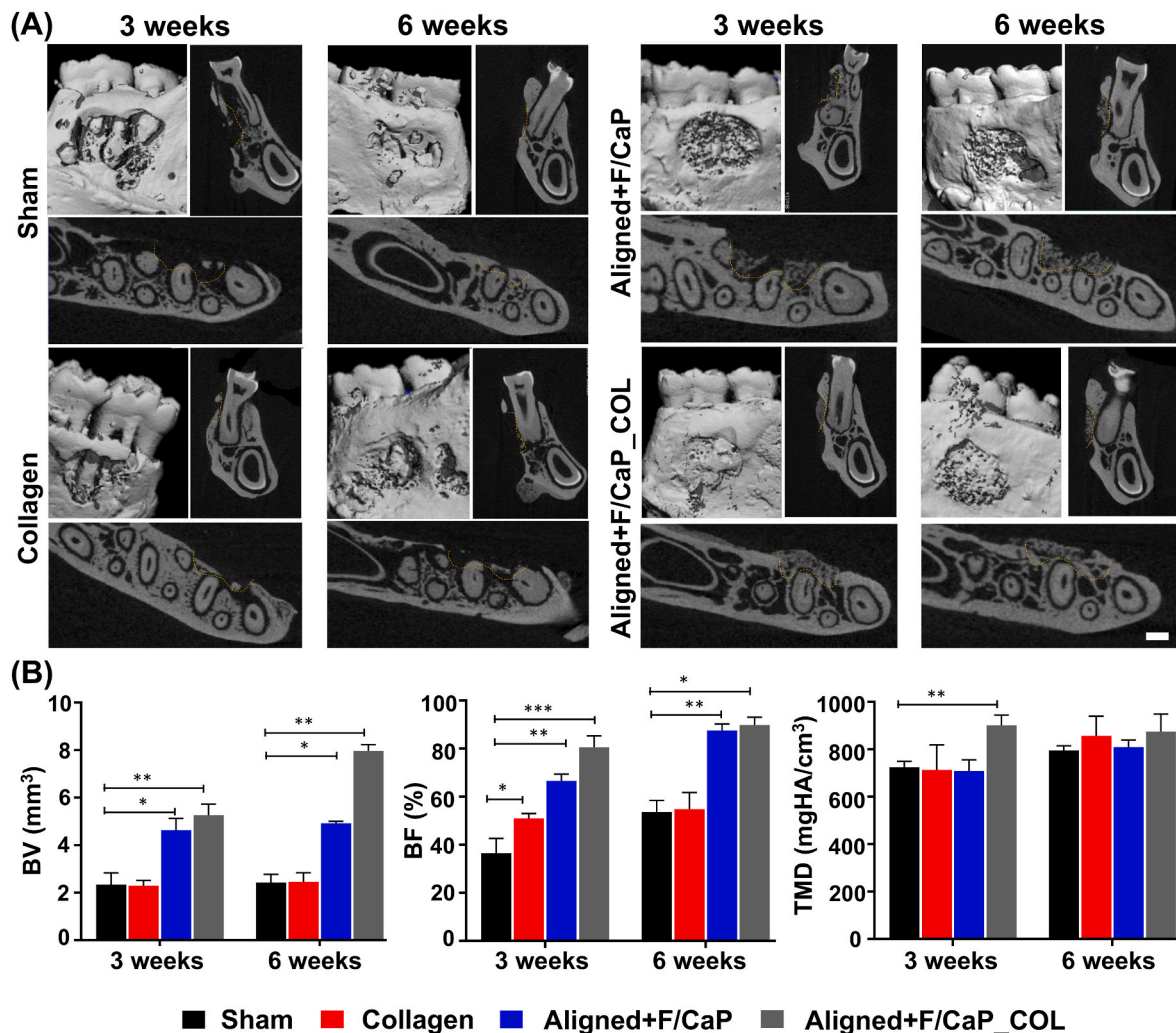 (A)
3 weeks
6 weeks
3 weeks
6 weeks
Sham
Aligned+F/CaP
Collagen
Aligned+F/CaP_COL
(B)
BV (mm³)
10
8
6
4
2
0
**
*
**
*
3 weeks
6 weeks
BF (%)
100
80
60
40
20
0
***
**
*
*
**
3 weeks
6 weeks
TMD (mgHA/cm³)
1000
800
600
400
200
0
**
3 weeks
6 weeks
Sham
Collagen
Aligned+F/CaP
Aligned+F/CaP_COL